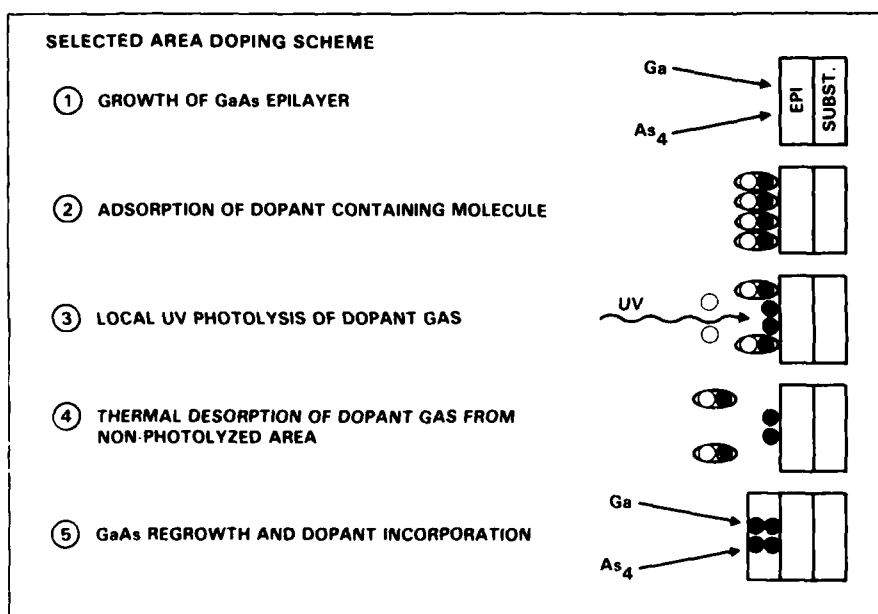 SELECTED AREA DOPING SCHEME
1 GROWTH OF GaAs EPILAYER
Ga
As4
EPI
SUBST.
2 ADSORPTION OF DOPANT CONTAINING MOLECULE
3 LOCAL UV PHOTOLYSIS OF DOPANT GAS
UV
4 THERMAL DESORPTION OF DOPANT GAS FROM
NON-PHOTOLYZED AREA
5 GaAs REGROWTH AND DOPANT INCORPORATION
Ga
As4